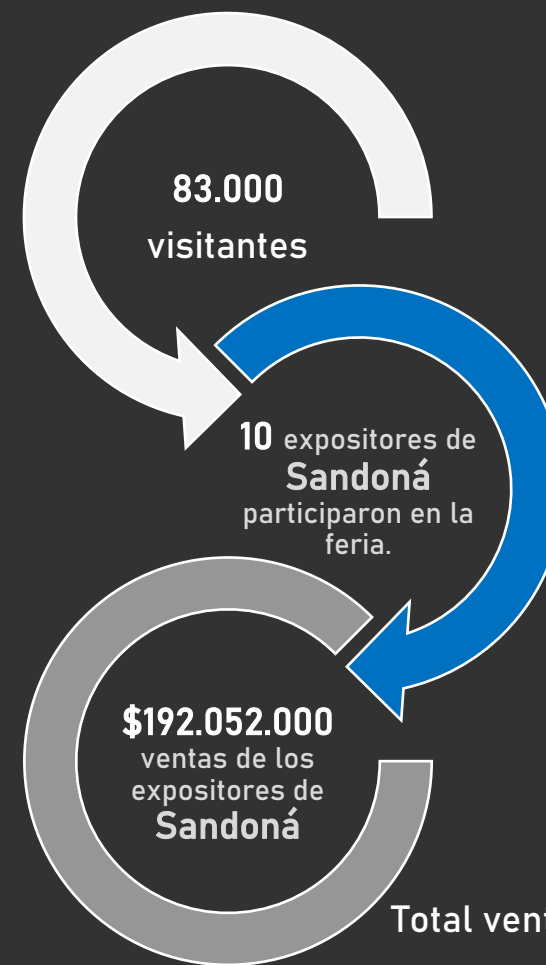 83.000
visitantes
10 expositores de
Sandoná
participaron en la
feria.
$192.052.000
ventas de los
expositores de
Sandoná
Total